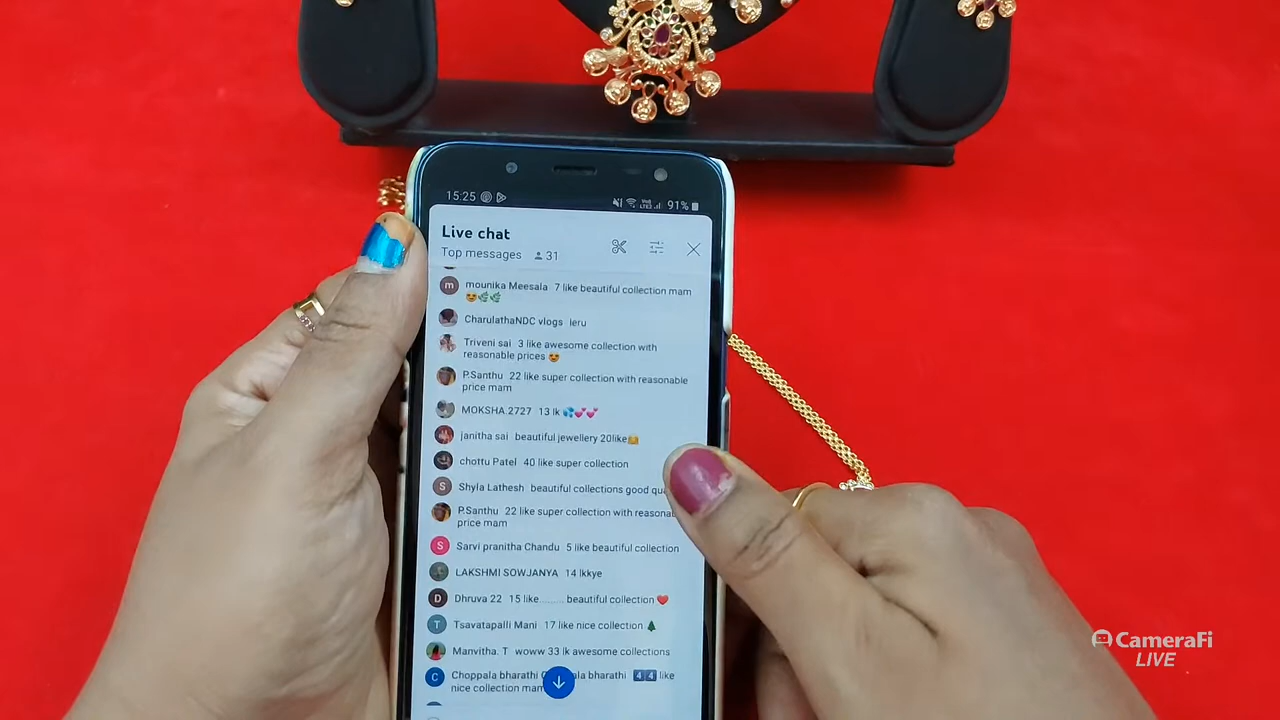 15:25
91%
Live chat
Top messages 31
mounika Meesala 7 like beautiful collection mam
😍🌿🌿
CharulathaNDC vlogs leru
Triveni sai 3 like awesome collection with
reasonable prices 😍
P.Santhu 22 like super collection with reasonable
price mam
MOKSHA.2727 13 lk 💦💞💞
janitha sai beautiful jewellery 20like
chottu Patel 40 like super collection
S Shyla Lathesh beautiful collections good
P.Santhu 22 like super collection with
price mam
S Sarvi pranitha Chandu 5 like beautiful collection
LAKSHMI SOWJANYA 14 lkkye
D Dhruva 22 15 like......... beautiful collection ❤️
T Tsavatapalli Mani 17 like nice collection 🌲
Manvitha. T woww 33 lk awesome collections
C Choppala bharathi bharathi 4 4 like
nice collection mam
CameraFi
LIVE